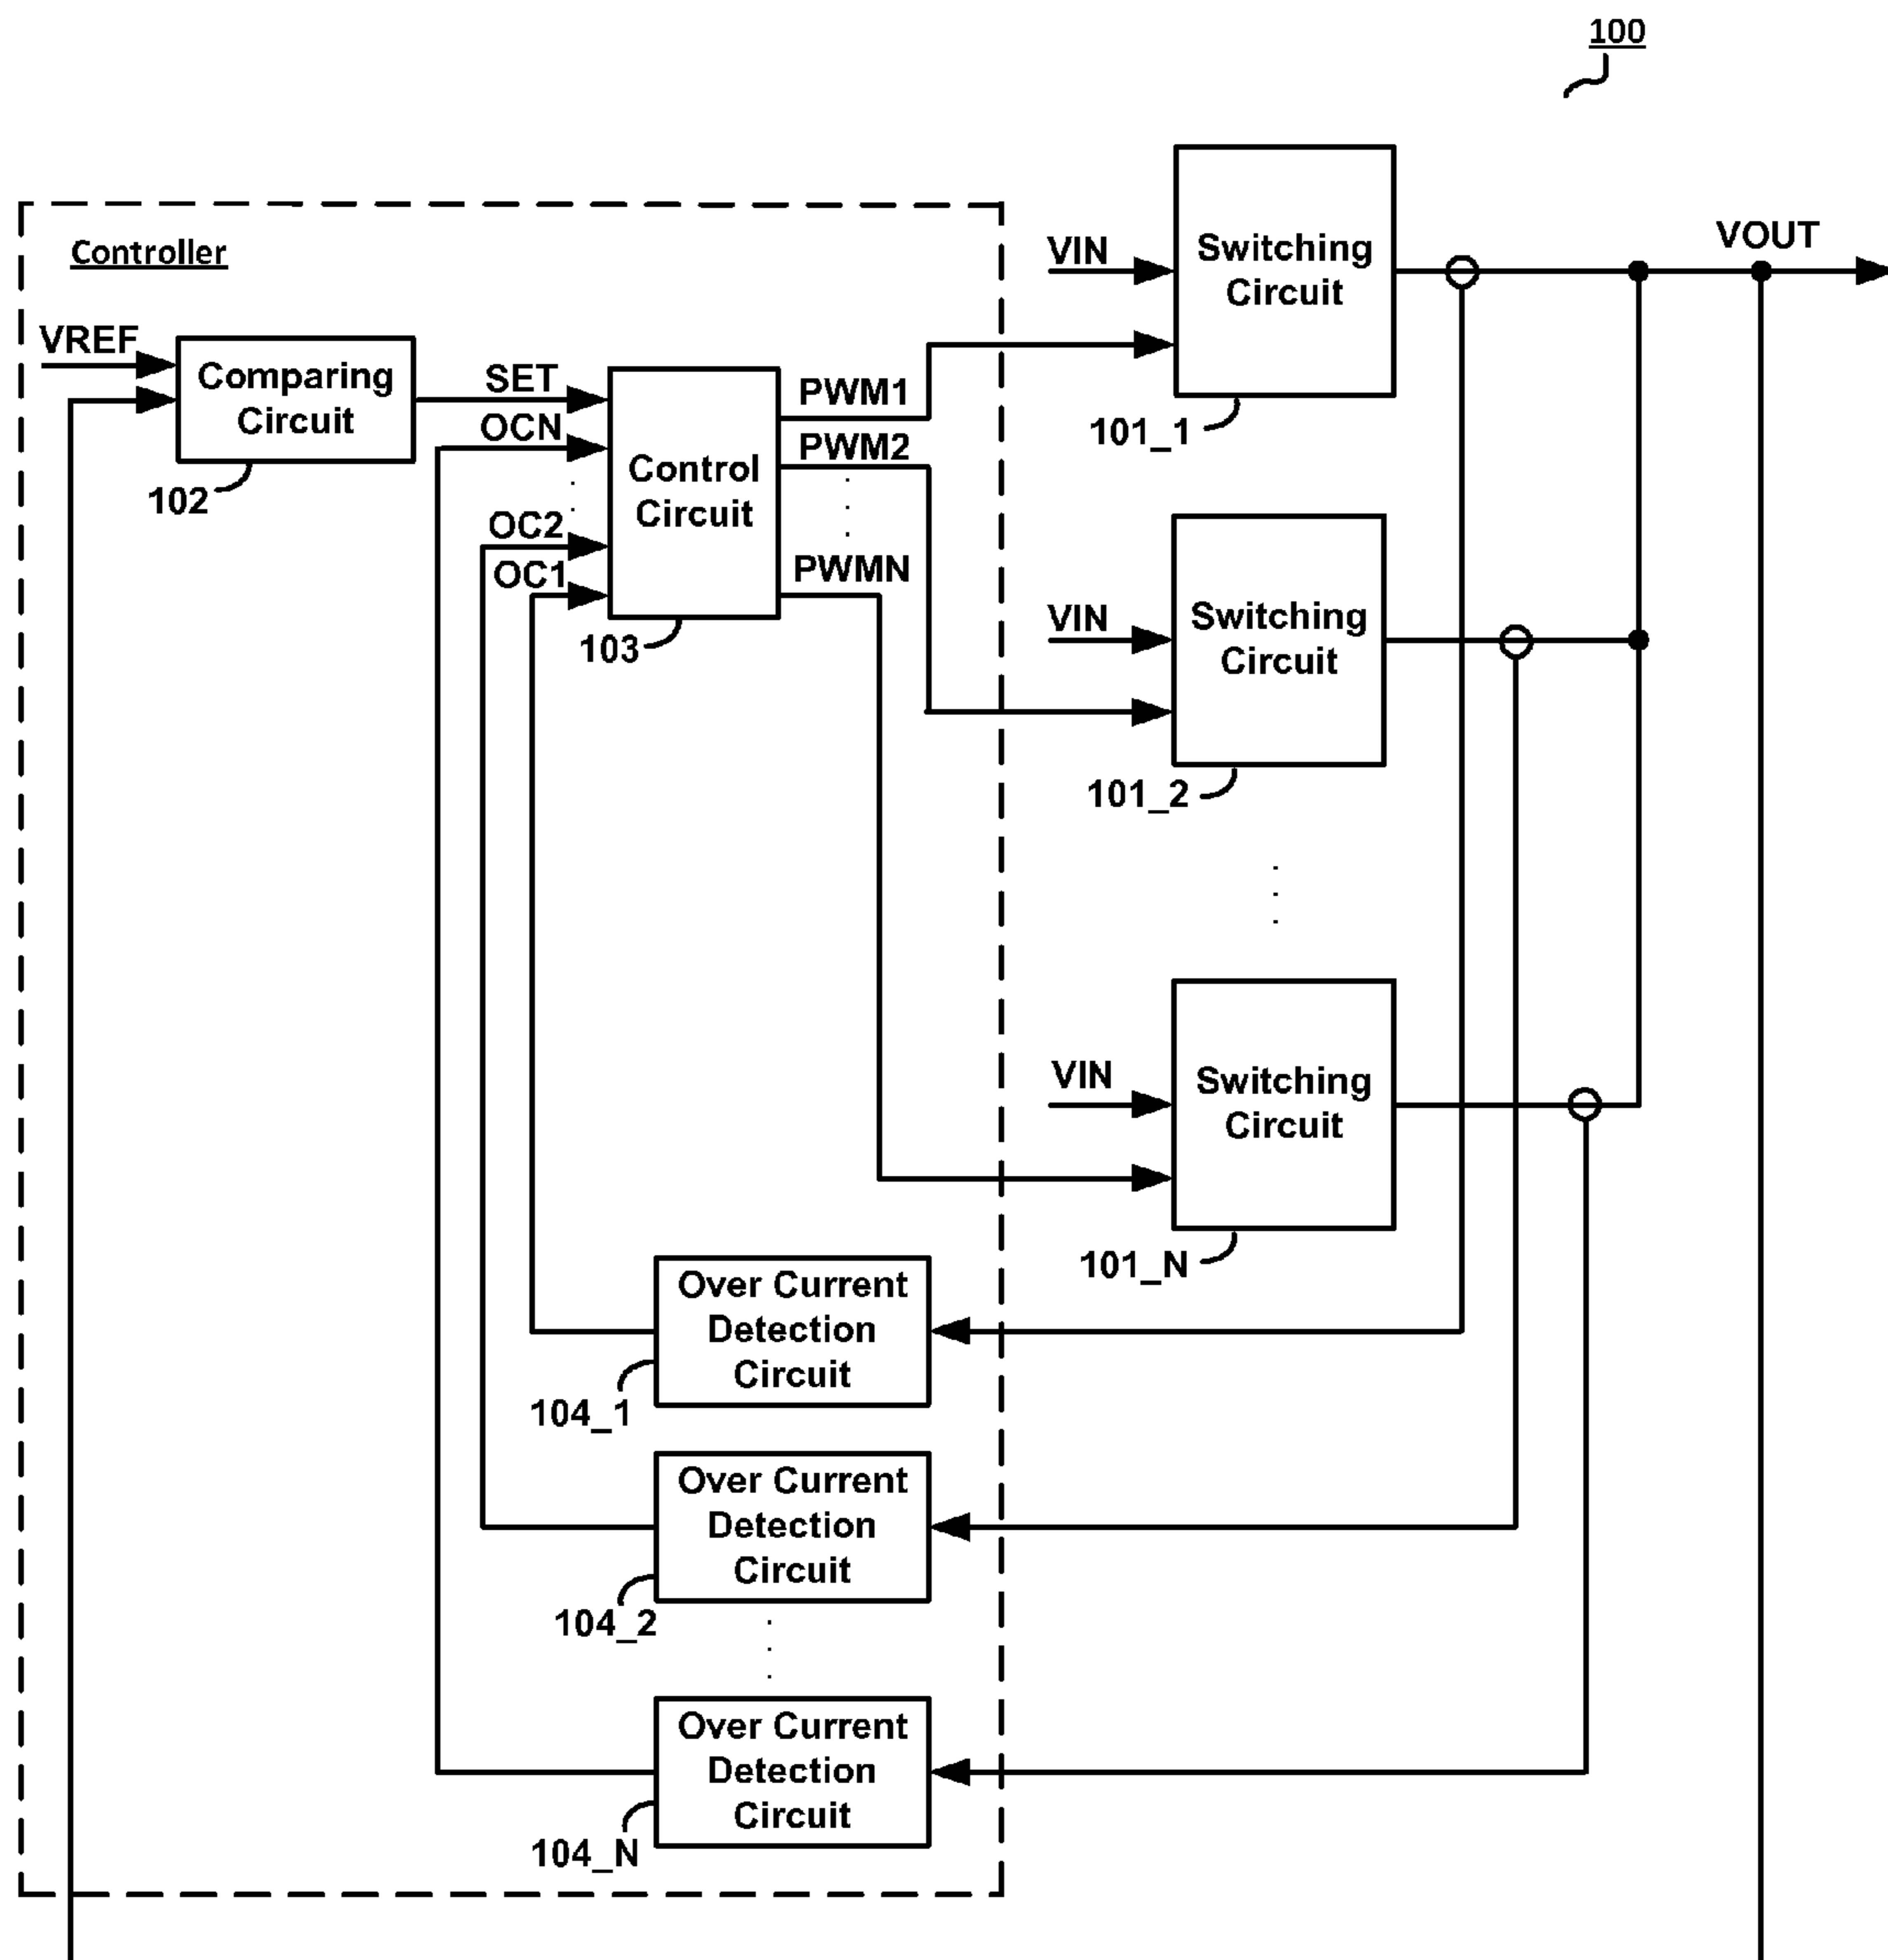 100
Controller
VREF
Comparing
Circuit
102
SET
OCN
OC2
OC1
Control
Circuit
103
PWM1
PWM2
PWMN
VIN
Switching
Circuit
101_1
VOUT
VIN
Switching
Circuit
101_2
VIN
Switching
Circuit
101_N
Over Current
Detection
Circuit
104_1
Over Current
Detection
Circuit
104_2
Over Current
Detection
Circuit
104_N